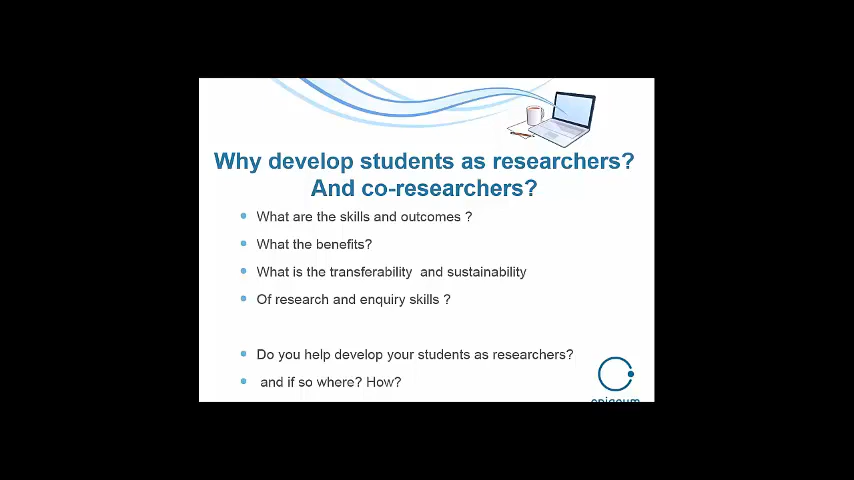 Why develop students as researchers?
And co-researchers?
• What are the skills and outcomes ?
• What the benefits?
• What is the transferability  and sustainability
• Of research and enquiry skills ?
• Do you help develop your students as researchers?
• and if so where? How?
epigeum